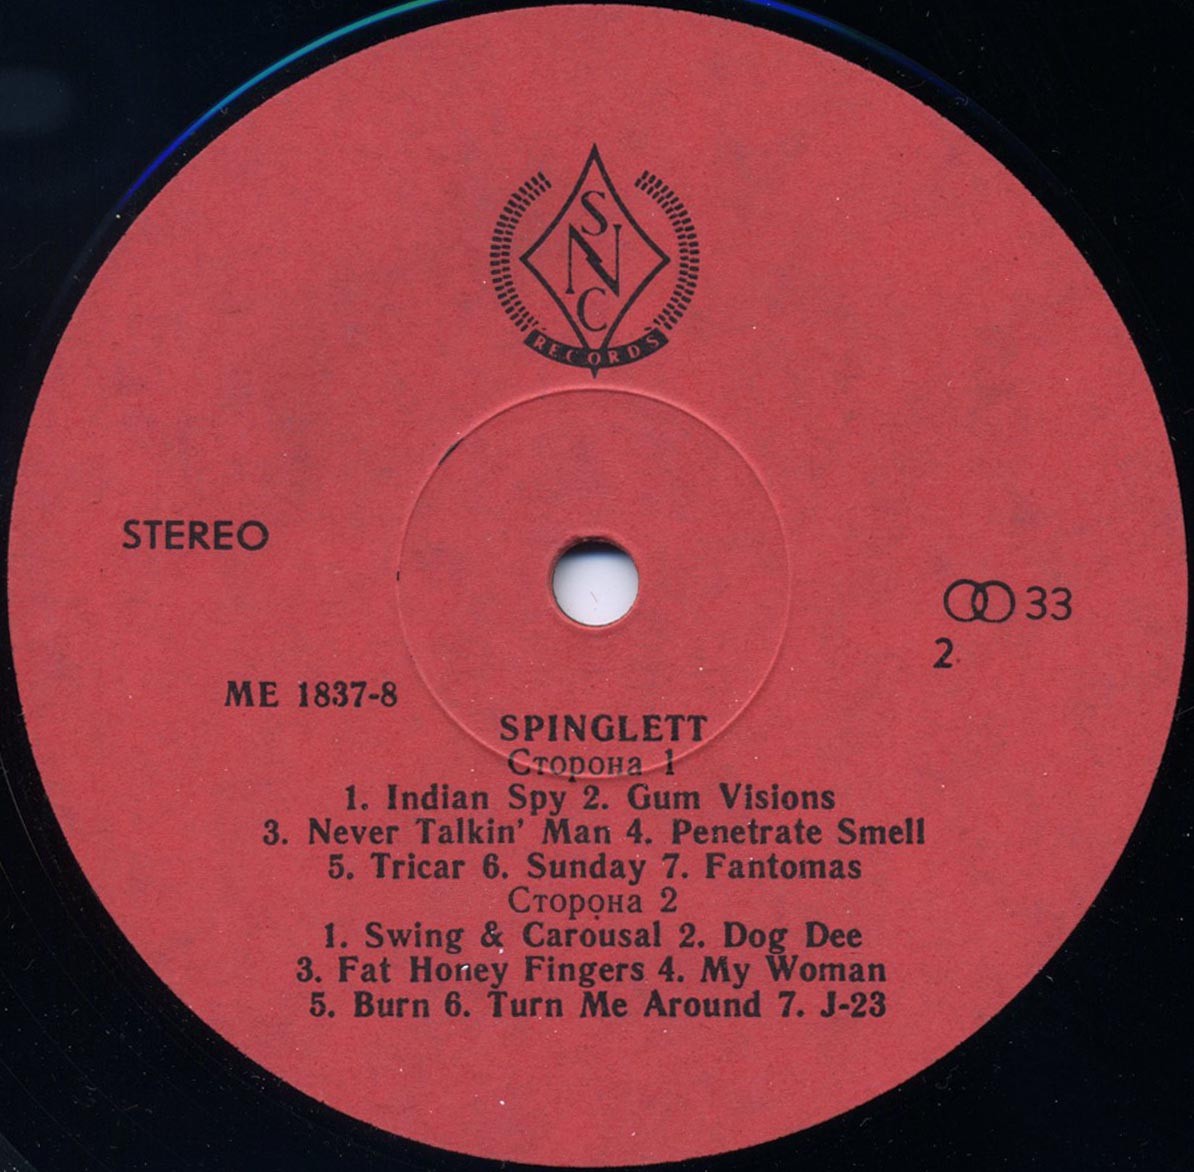 S
N
C
RECORDS
STEREO
33
2
ME 1837-8
SPINGLETT
Сторона 1
1. Indian Spy 2. Gum Visions
3. Never Talkin' Man 4. Penetrate Smell
5. Tricar 6. Sunday 7. Fantomas
Сторона 2
1. Swing & Carousal 2. Dog Dee
3. Fat Honey Fingers 4. My Woman
5. Burn 6. Turn Me Around 7. J-23